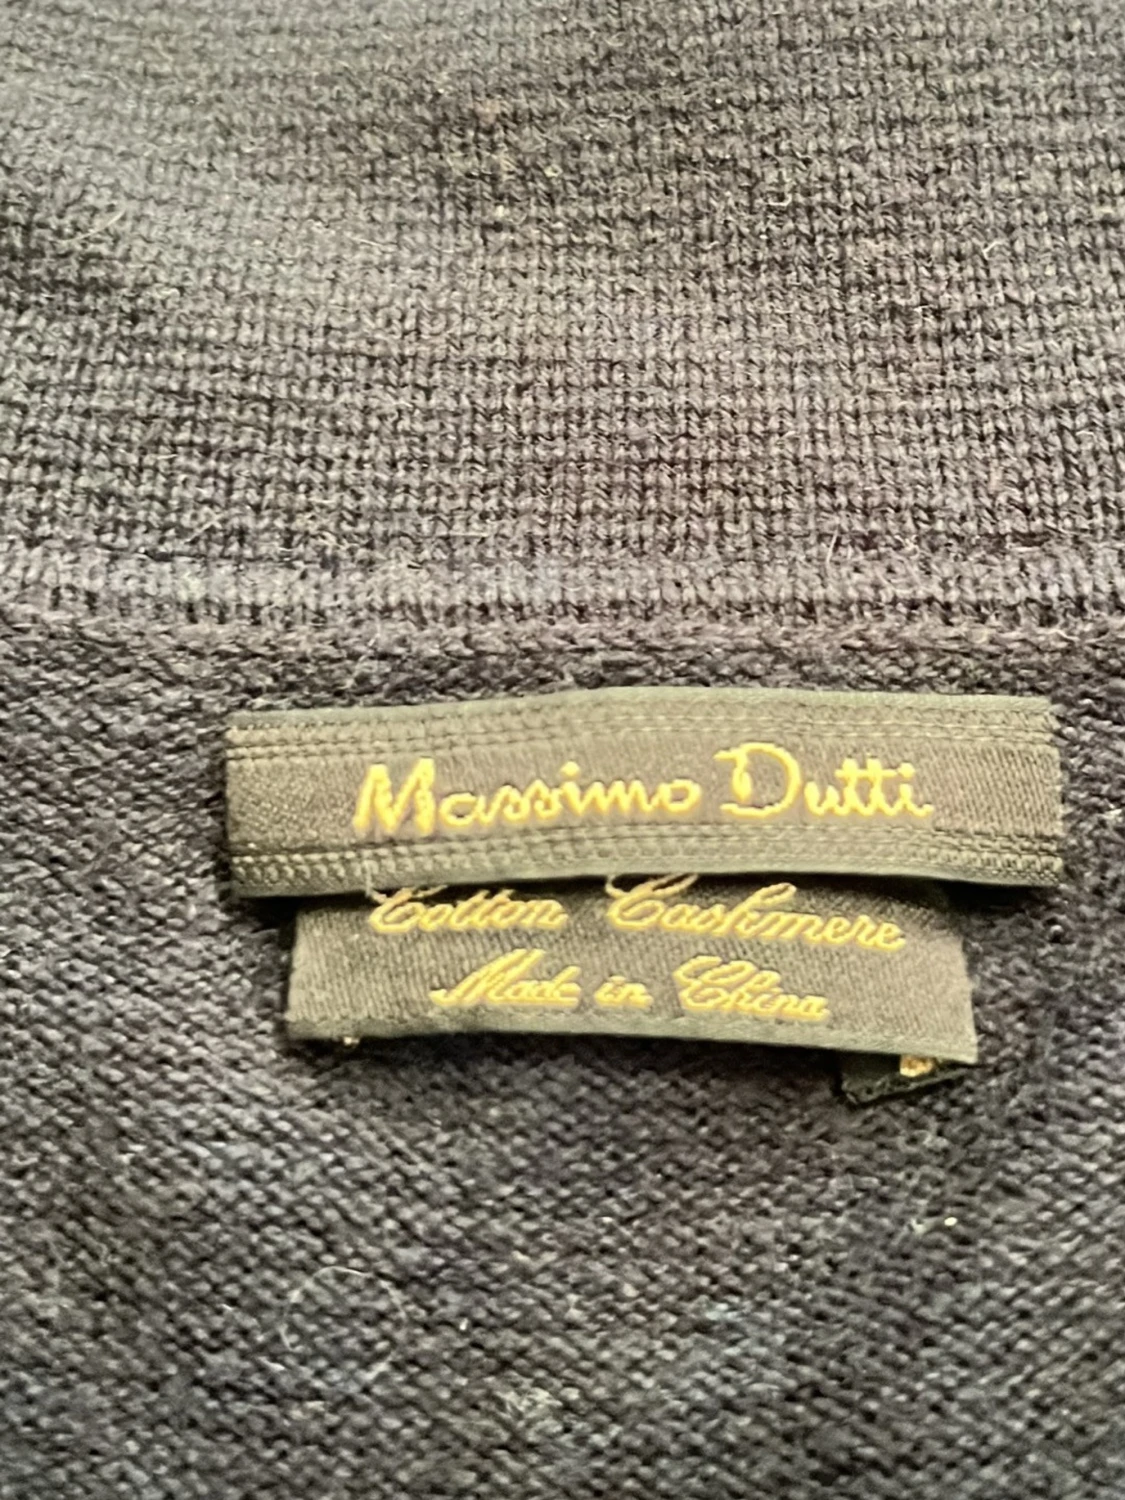 Massimo Dutti
Cotton Cashmere
Made in China